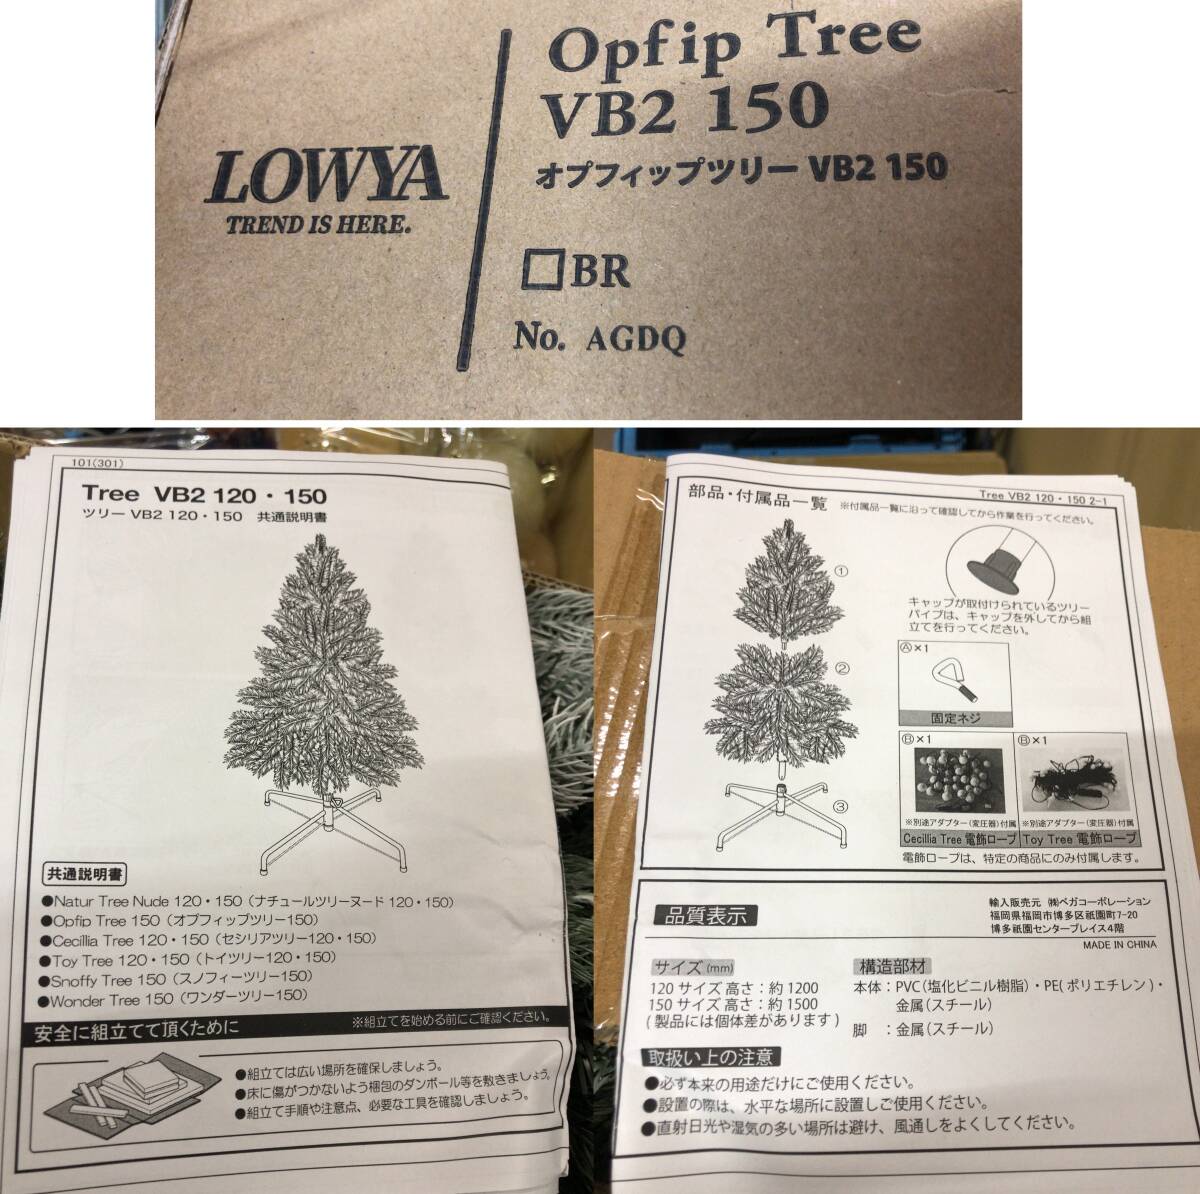 LOWYA
TREND IS HERE.
Opfip Tree
VB2 150
オプフィップツリー VB2 150
□BR
No. AGDQ
101(301)
Tree VB2 120・150
ツリー VB2 120・150 共通説明書
共通説明書
●Natur Tree Nude 120・150（ナチュールツリーヌード 120・150）
●Opfip Tree 150（オプフィップツリー150）
●Cecillia Tree 120・150（セシリアツリー120・150）
●Toy Tree 120・150（トイツリー120・150）
●Snoffy Tree 150（スノフィーツリー150）
●Wonder Tree 150（ワンダーツリー150）
安全に組立てて頂くために ※組立てを始める前にご確認ください。
●組立ては広い場所を確保しましょう。
●床に傷がつかないよう梱包のダンボール等を敷きましょう。
●組立て手順や注意点、必要な工具を確認しましょう。
Tree VB2 120・150 2-1
部品・付属品一覧 ※付属品一覧に沿って確認してから作業を行ってください。
①
②
③
キャップが取付けられているツリー
パイプは、キャップを外してから組
立てを行ってください。
Ⓐ×1
固定ネジ
Ⓑ×1
※別途アダプター（変圧器）付属
Cecillia Tree 電飾ロープ
Ⓑ×1
※別途アダプター（変圧器）付属
Toy Tree 電飾ロープ
電飾ロープは、特定の商品にのみ付属します。
品質表示
輸入販売元 ㈱ベガコーポレーション
福岡県福岡市博多区祇園町7-20
博多祇園センタープレイス4階
MADE IN CHINA
サイズ(mm)
120 サイズ 高さ：約 1200
150 サイズ 高さ：約 1500
( 製品には個体差があります )
構造部材
本体：PVC（塩化ビニル樹脂）・PE( ポリエチレン )・
金属（スチール）
脚 ：金属（スチール）
取扱い上の注意
●必ず本来の用途だけにご使用ください。
●設置の際は、水平な場所に設置しご使用ください。
●直射日光や湿気の多い場所は避け、風通しをよくしてください。